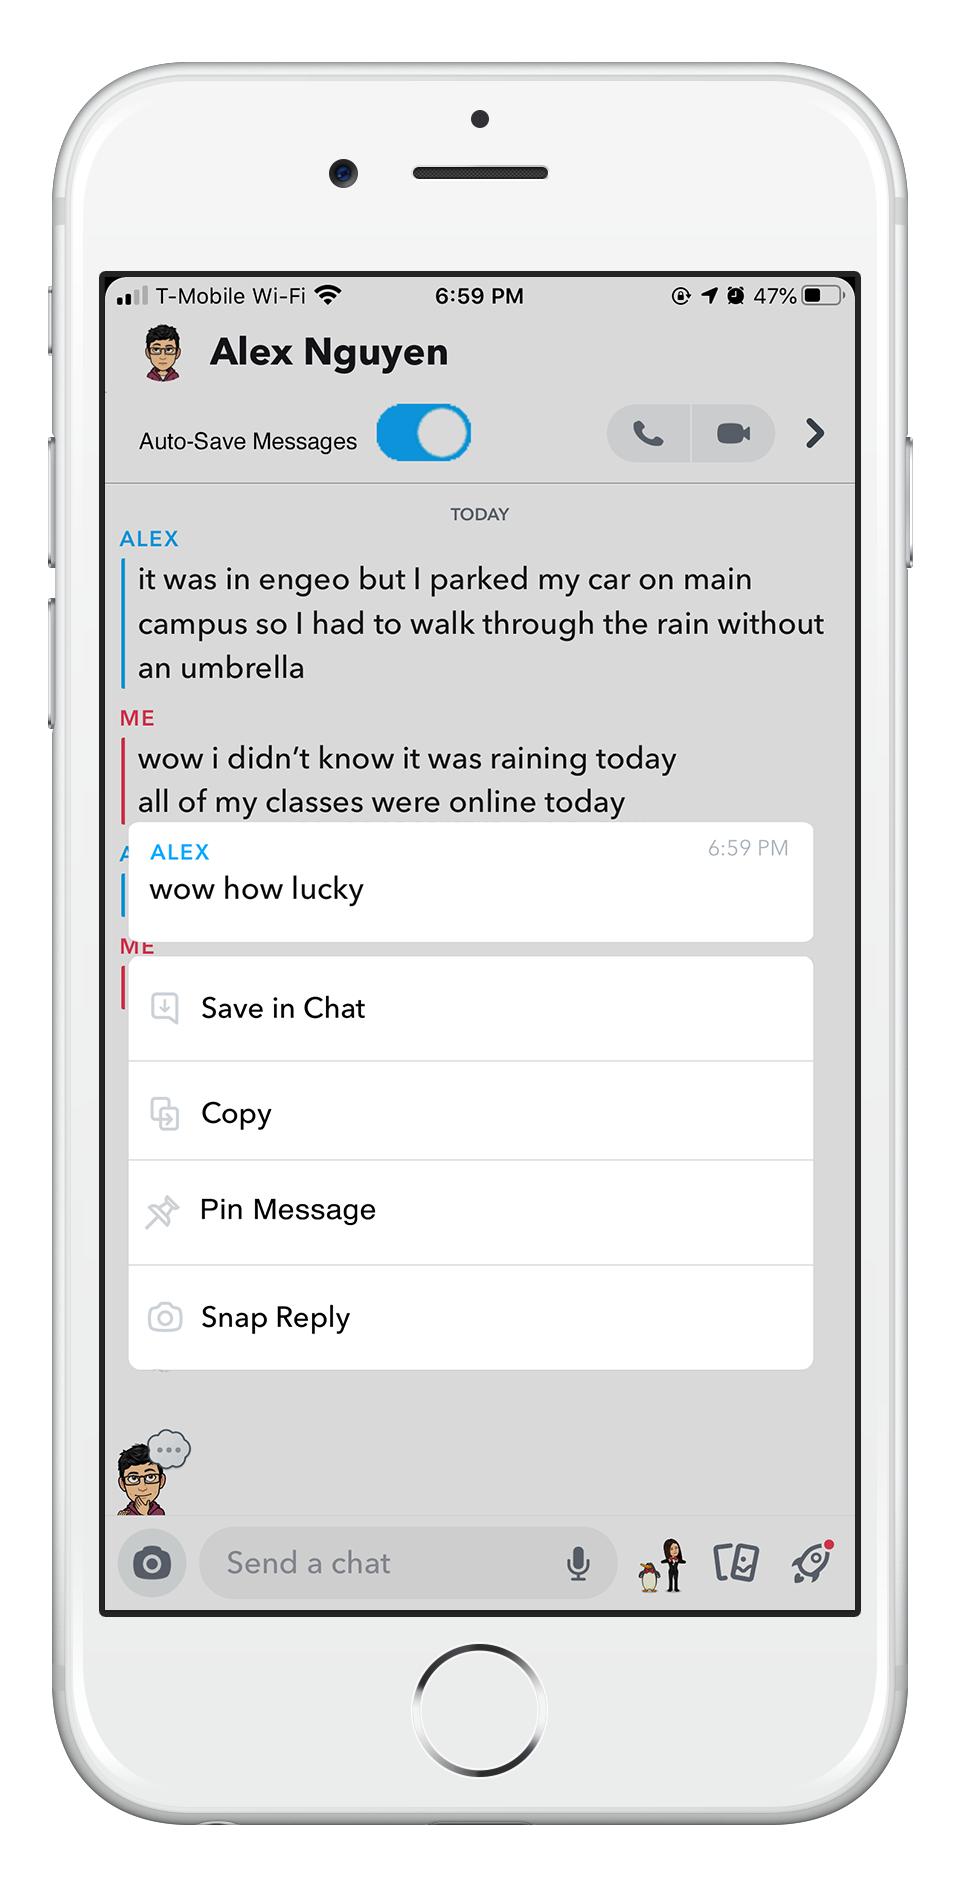 T-Mobile Wi-Fi 6:59 PM 47%
Alex Nguyen
Auto-Save Messages
TODAY
ALEX
it was in engeo but I parked my car on main
campus so I had to walk through the rain without
an umbrella
ME
wow i didn’t know it was raining today
all of my classes were online today
ALEX 6:59 PM
wow how lucky
ME
Save in Chat
Copy
Pin Message
Snap Reply
Send a chat